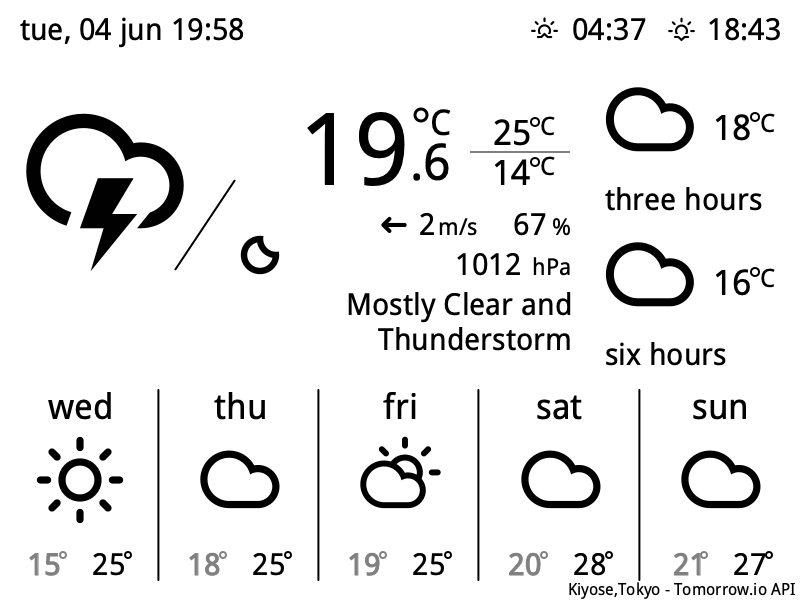 tue, 04 jun 19:58
04:37 18:43
19.6 °C
25°C
14°C
18°C
three hours
← 2 m/s 67 %
1012 hPa
16°C
Mostly Clear and
Thunderstorm
six hours
wed thu fri sat sun
15° 25° 18° 25° 19° 25° 20° 28° 21° 27°
Kiyose,Tokyo - Tomorrow.io API